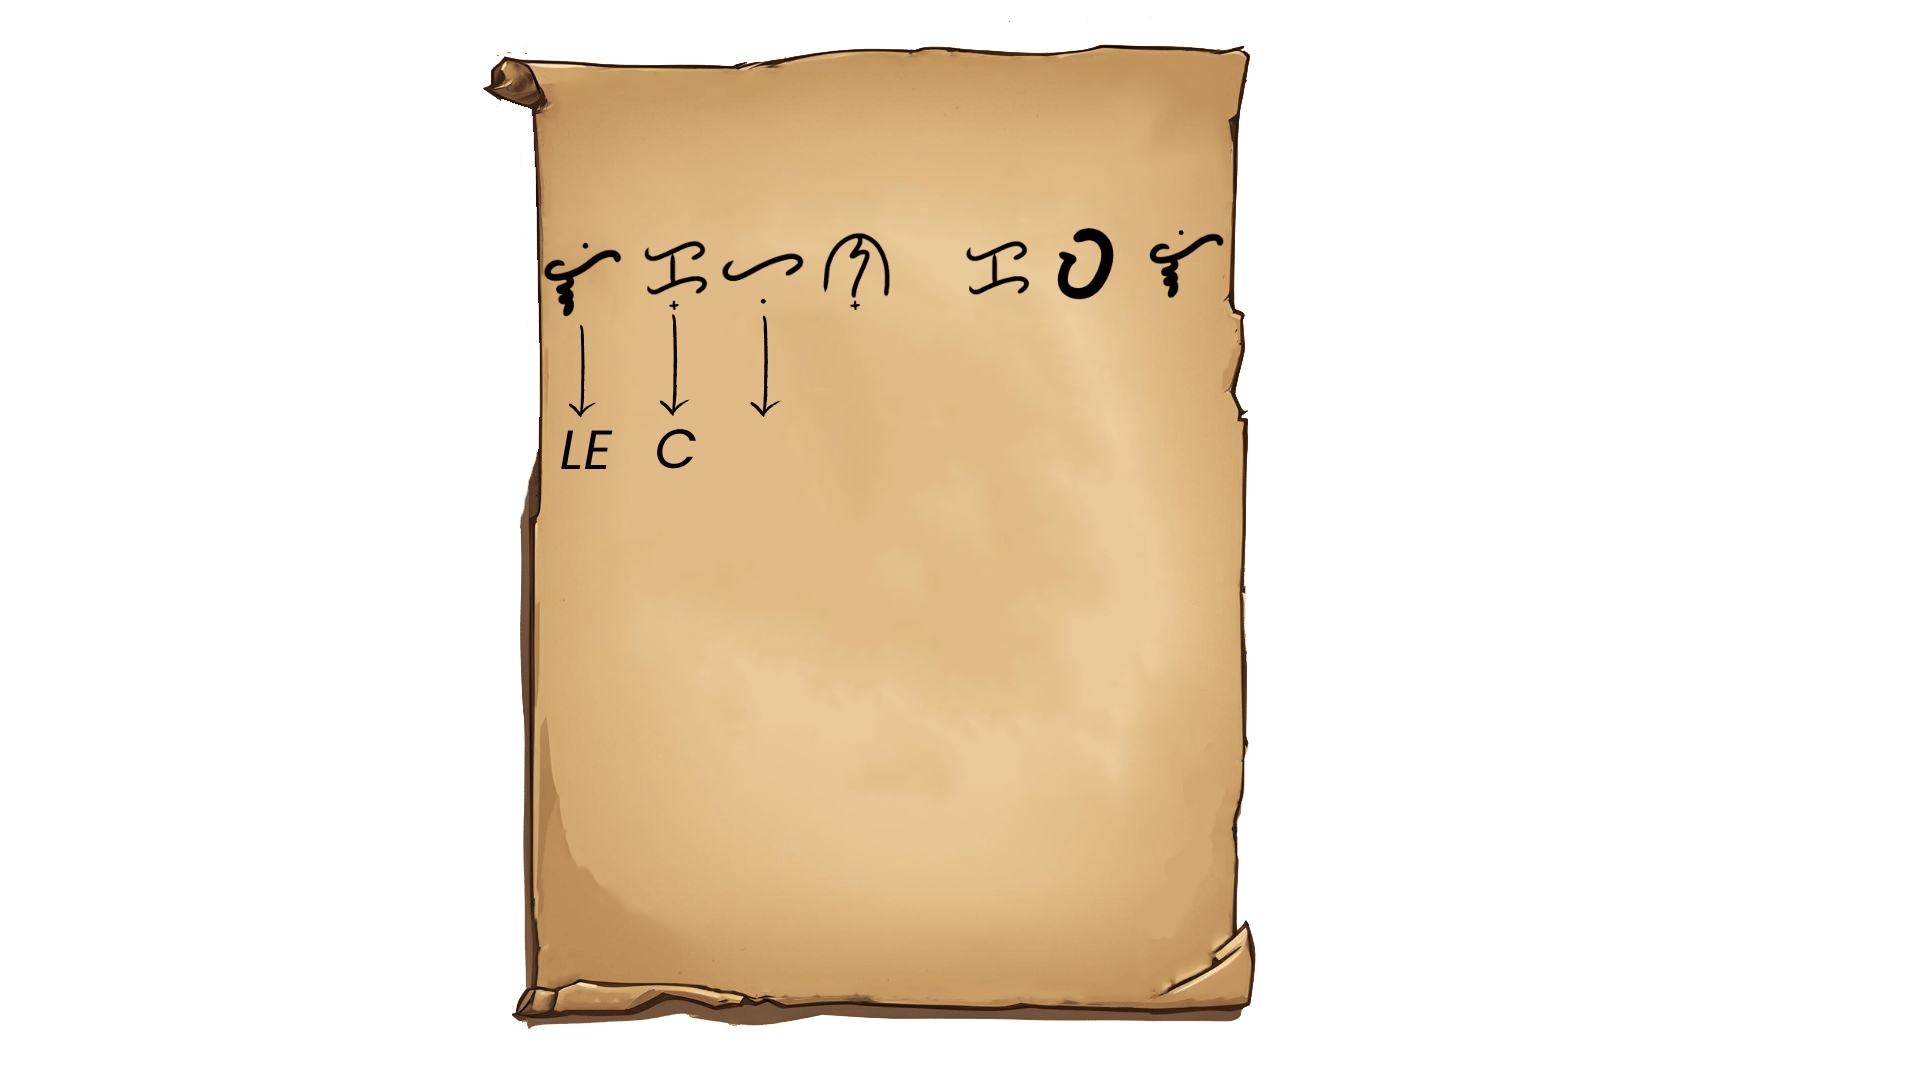 ᜎᜒ ᜃ᜔ ᜆᜓ ᜐ᜔ ᜃ ᜊ ᜎᜒ
LE C